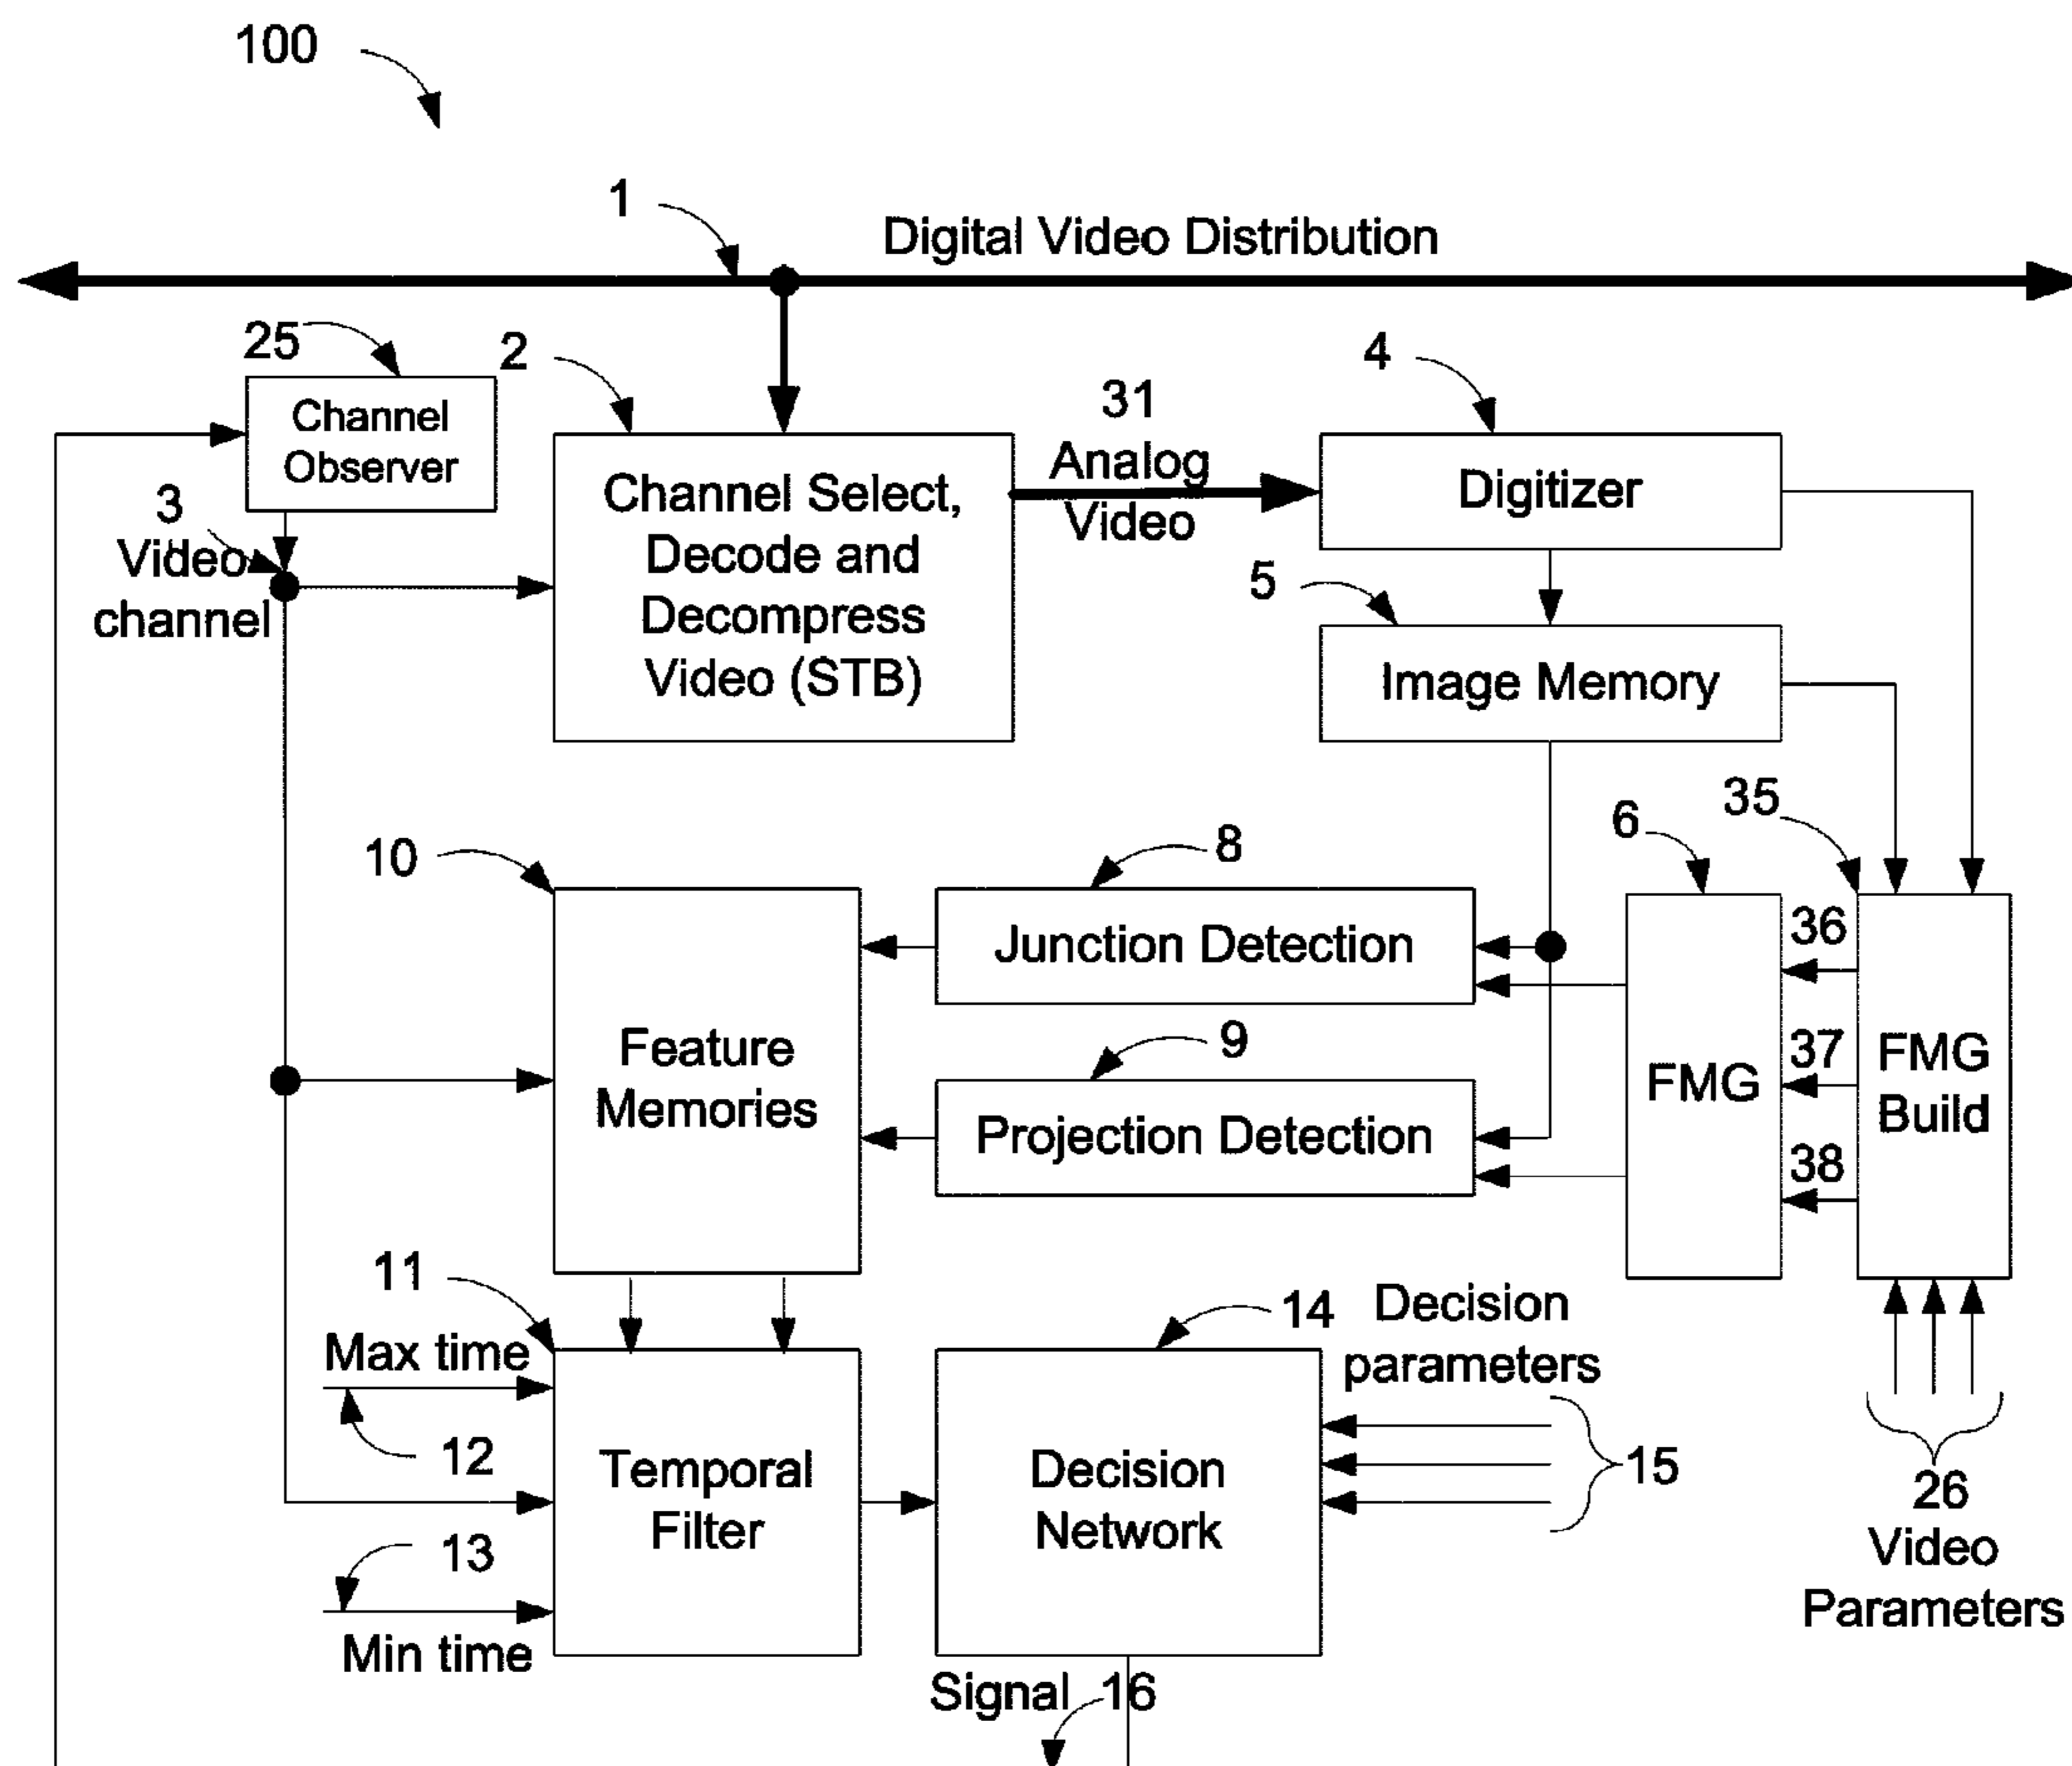 100
1
Digital Video Distribution
25
2
4
31
Analog
Video
Channel
Observer
Channel Select,
Decode and
Decompress
Video (STB)
Digitizer
3
Video
channel
5
Image Memory
35
6
10
8
36
Junction Detection
Feature
Memories
9
37
FMG
FMG
Build
Projection Detection
38
11
14
Decision
parameters
Max time
12
Temporal
Filter
Decision
Network
15
26
Video
Parameters
13
Min time
Signal
16